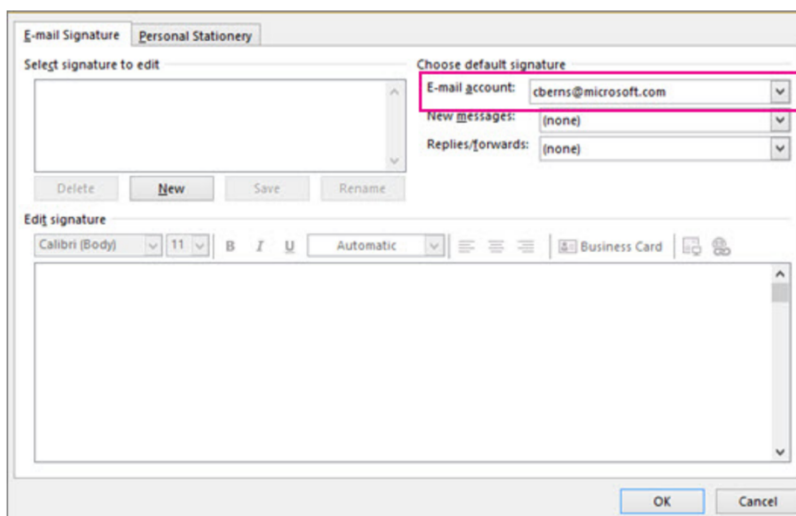 E-mail Signature Personal Stationery
Select signature to edit
Choose default signature
E-mail account: cberns@microsoft.com
New messages: (none)
Replies/forwards: (none)
Delete New Save Rename
Edit signature
Calibri (Body) 11 B I U Automatic Business Card
OK Cancel